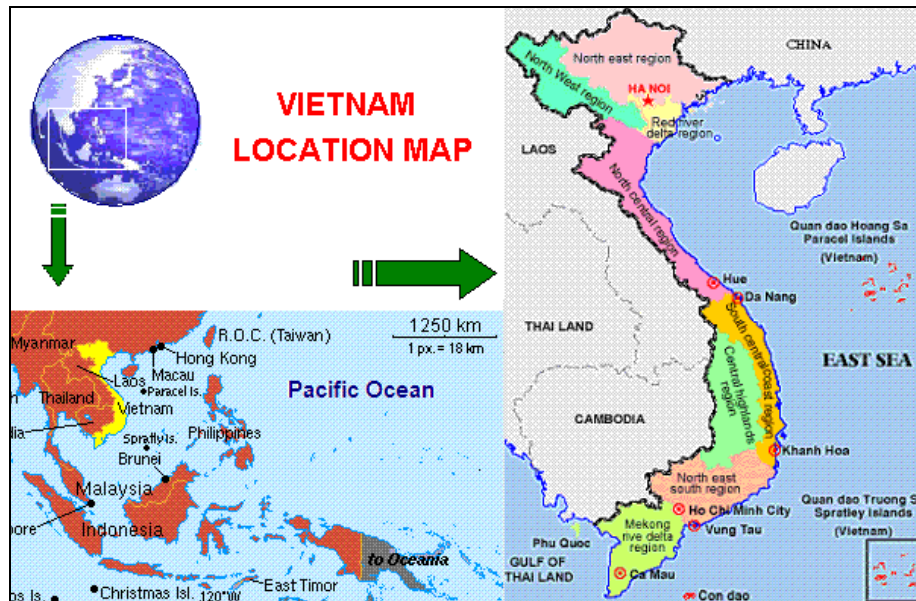 VIETNAM
LOCATION MAP
R.O.C. (Taiwan)
1250 km
1 px. = 18 km
Myanmar
Hong Kong
Macau
Laos
Paracel Is.
Thailand
Vietnam
Pacific Ocean
Spratly Is.
Philippines
Brunei
Malaysia
Indonesia
to Oceania
East Timor
Christmas Isl.
120°W
CHINA
North east region
North West region
HA NOI
Red river
delta region
LAOS
North central region
Quan dao Hoang Sa
Paracel Islands
(Vietnam)
Hue
Da Nang
THAI LAND
South central coast region
EAST SEA
Central highlands
region
CAMBODIA
Khanh Hoa
North east
south region
Quan dao Truong S
Spratley Islands
(Vietnam)
Ho Chi Minh City
Mekong
rive delta
region
Vung Tau
Phu Quoc
GULF OF
THAI LAND
Ca Mau
Con dao